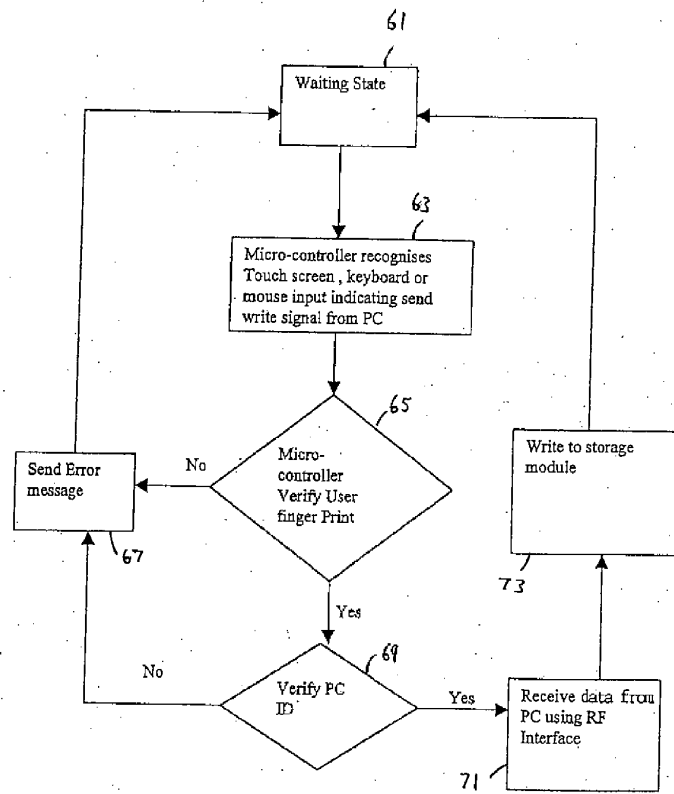 61
Waiting State
63
Micro-controller recognises
Touch screen , keyboard or
mouse input indicating send
write signal from PC
65
Micro-
controller
Verify User
finger Print
No
Send Error
message
67
Write to storage
module
73
Yes
69
No
Verify PC
ID
Yes
Receive data from
PC using RF
Interface
71